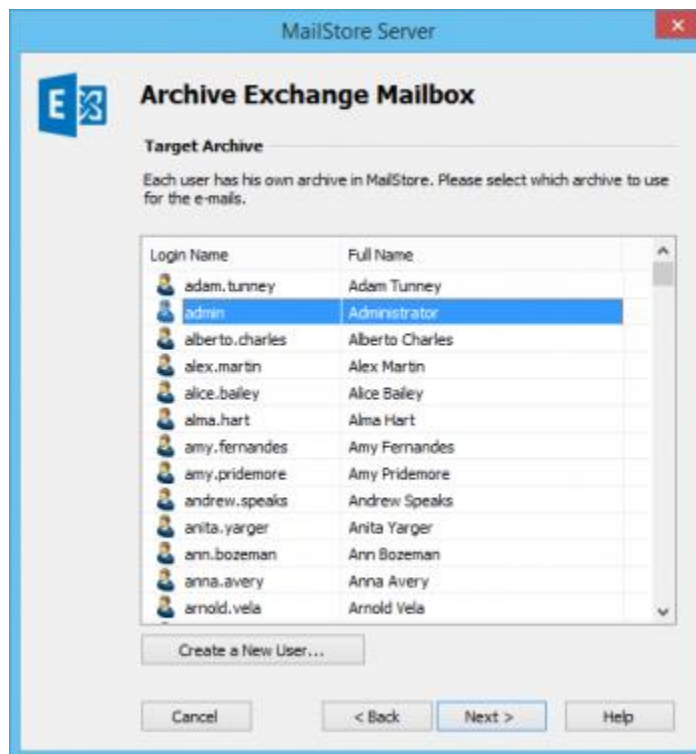 MailStore Server
Archive Exchange Mailbox
Target Archive
Each user has his own archive in MailStore. Please select which archive to use
for the e-mails.
Login Name Full Name
adam.tunney Adam Tunney
admin Administrator
alberto.charles Alberto Charles
alex.martin Alex Martin
alice.bailey Alice Bailey
alma.hart Alma Hart
amy.fernandes Amy Fernandes
amy.pridemore Amy Pridemore
andrew.speaks Andrew Speaks
anita.yarger Anita Yarger
ann.bozeman Ann Bozeman
anna.avery Anna Avery
arnold.vela Arnold Vela
Create a New User...
Cancel < Back Next > Help